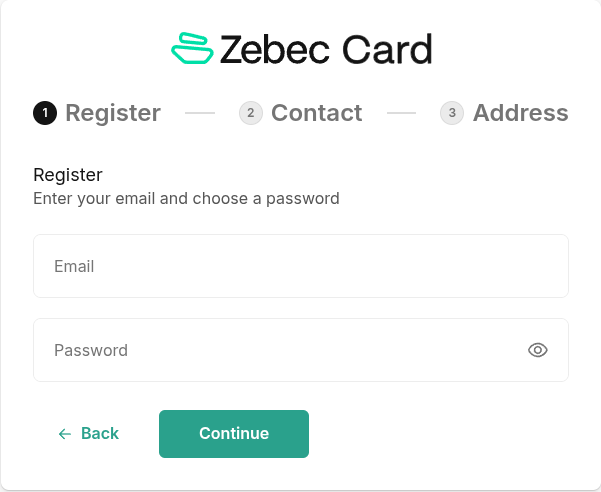 Zebec Card
1 Register 2 Contact 3 Address
Register
Enter your email and choose a password
Email
Password
← Back Continue